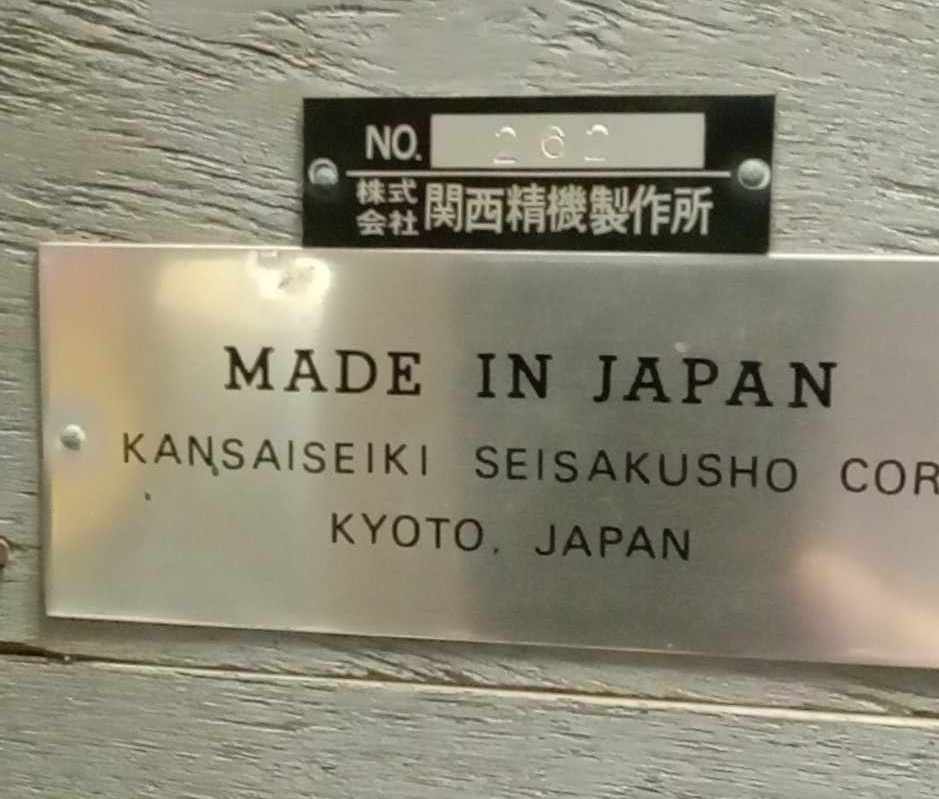 NO. 262
株式会社 関西精機製作所
MADE IN JAPAN
KANSAISEIKI SEISAKUSHO COR
KYOTO, JAPAN